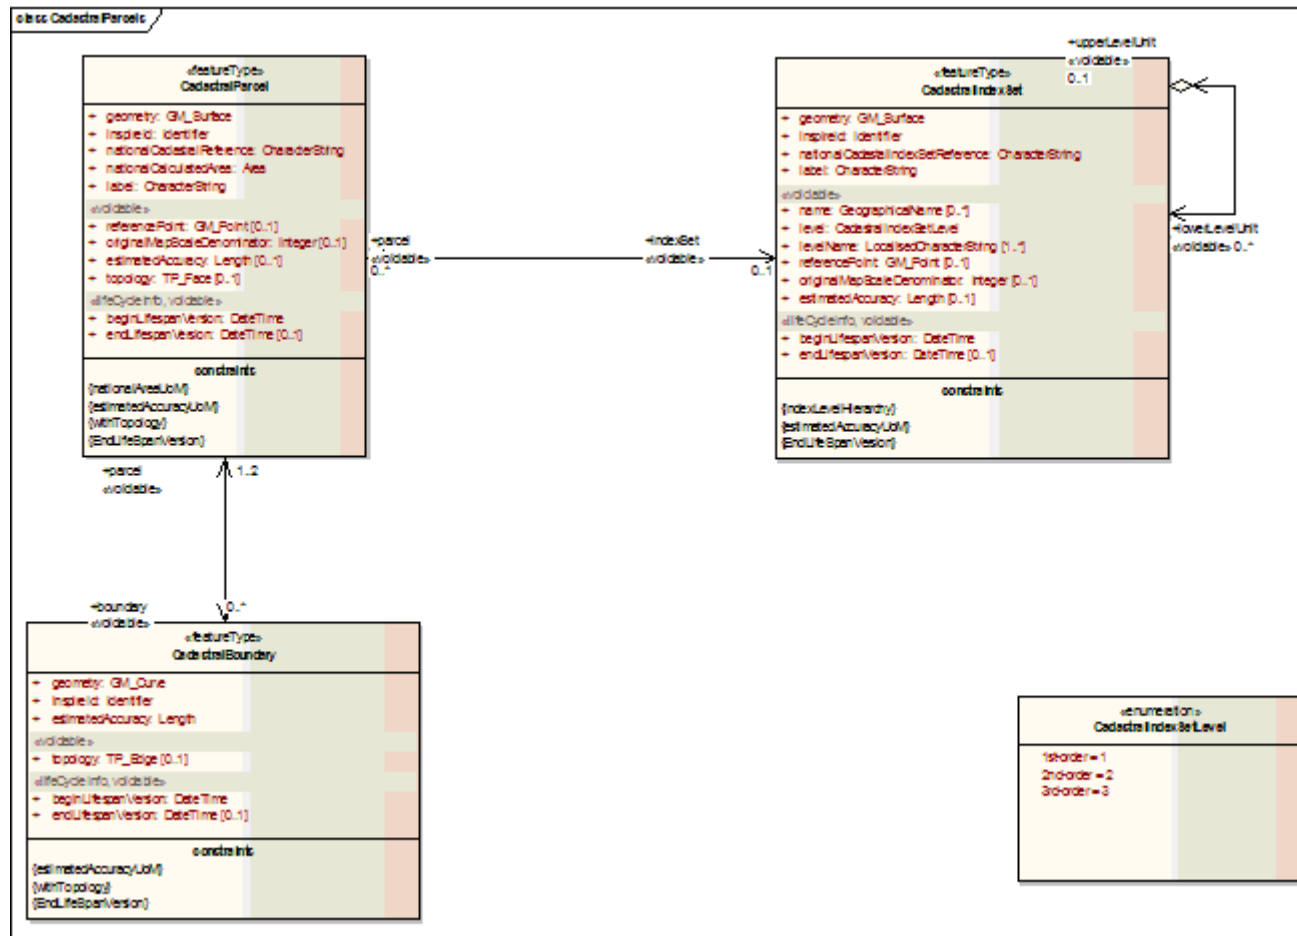 class CadastralParcels
«featureType»
CadastralParcel
+ geometry: GM_Surface
+ inspireId: Identifier
+ nationalCadastalReference: CharacterString
+ nationalCalculatedArea: Area
+ label: CharacterString
«voidable»
+ referencePoint: GM_Point [0..1]
+ originalMapScaleDenominator: Integer [0..1]
+ estimatedAccuracy: Length [0..1]
+ topology: TP_Face [0..1]
«lifeCycleInfo, voidable»
+ beginLifespanVersion: DateTime
+ endLifespanVersion: DateTime [0..1]
constraints
{nationalAreaUoM}
{estimatedAccuracyUoM}
{withTopology}
{EndLifeSpanVersion}
+parcel
«voidable»
0..*
+indexSet
«voidable»
0..1
+upperLevelUnit
«voidable»
0..1
«featureType»
CadastralIndexSet
+ geometry: GM_Surface
+ inspireId: Identifier
+ nationalCadastalIndexSetReference: CharacterString
+ label: CharacterString
«voidable»
+ name: GeographicalName [0..*]
+ level: CadastralIndexSetLevel
+ levelName: LocalisedCharacterString [1..*]
+ referencePoint: GM_Point [0..1]
+ originalMapScaleDenominator: Integer [0..1]
+ estimatedAccuracy: Length [0..1]
«lifeCycleInfo, voidable»
+ beginLifespanVersion: DateTime
+ endLifespanVersion: DateTime [0..1]
constraints
{indexLevelHierarchy}
{estimatedAccuracyUoM}
{EndLifeSpanVersion}
+lowerLevelUnit
«voidable» 0..*
+parcel
«voidable»
1..2
+boundary
«voidable»
0..*
«featureType»
CadastralBoundary
+ geometry: GM_Curve
+ inspireId: Identifier
+ estimatedAccuracy: Length
«voidable»
+ topology: TP_Edge [0..1]
«lifeCycleInfo, voidable»
+ beginLifespanVersion: DateTime
+ endLifespanVersion: DateTime [0..1]
constraints
{estimatedAccuracyUoM}
{withTopology}
{EndLifeSpanVersion}
«enumeration»
CadastralIndexSetLevel
1st-order = 1
2nd-order = 2
3rd-order = 3